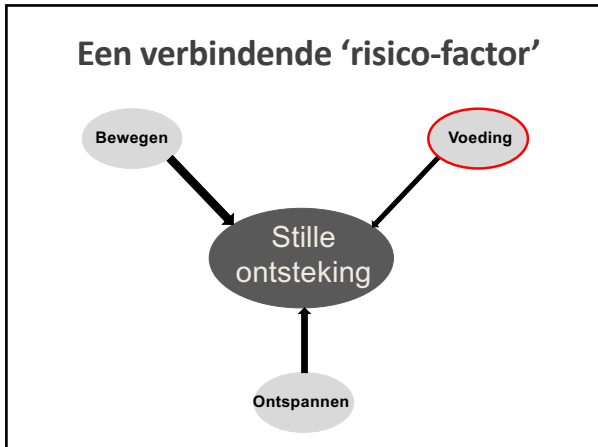 Een verbindende ‘risico-factor’
Bewegen
Voeding
Stille
ontsteking
Ontspannen